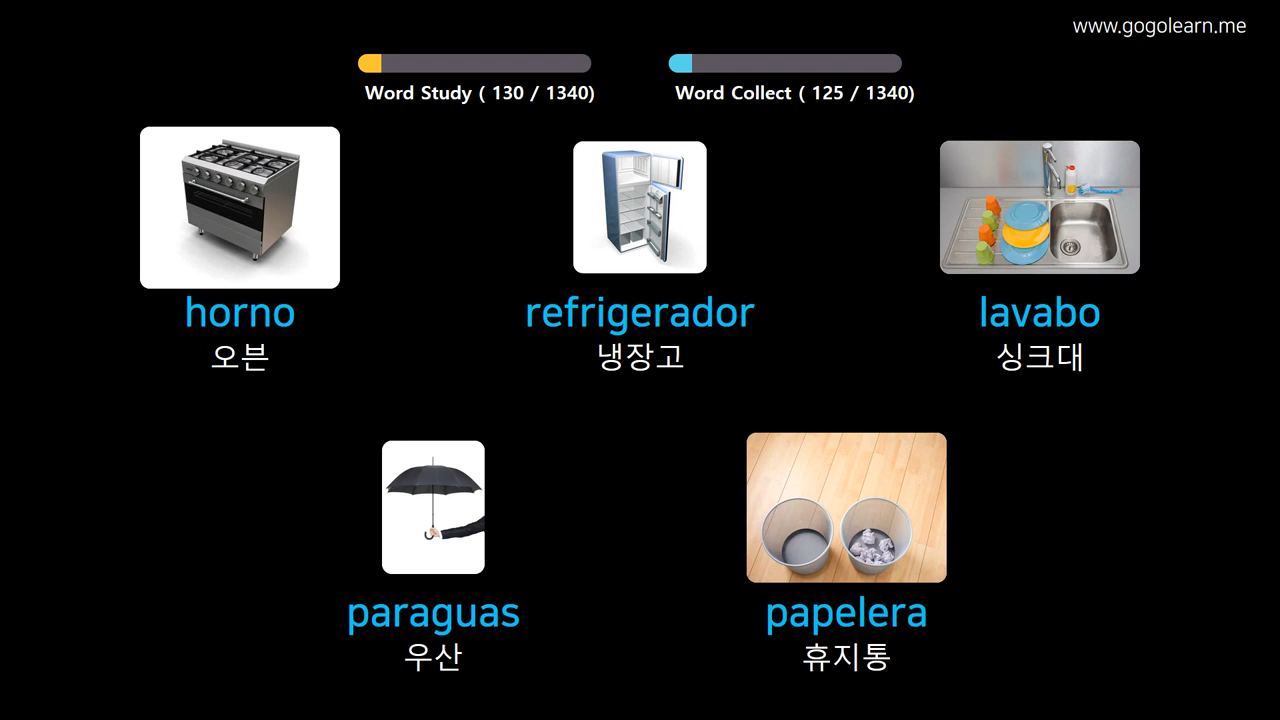 www.gogolearn.me
Word Study ( 130 / 1340)
Word Collect ( 125 / 1340)
horno
오븐
refrigerador
냉장고
lavabo
싱크대
paraguas
우산
papelera
휴지통